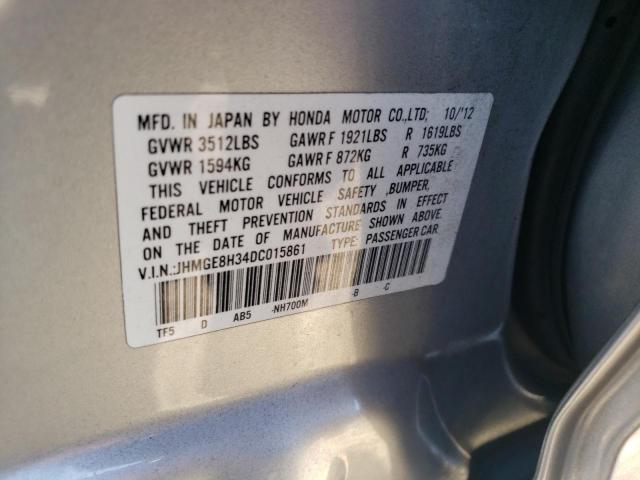 MFD. IN JAPAN BY HONDA MOTOR CO.,LTD; 10/'12
GVWR 3512LBS GAWR F 1921LBS R 1619LBS
GVWR 1594KG GAWR F 872KG R 735KG
THIS VEHICLE CONFORMS TO ALL APPLICABLE
FEDERAL MOTOR VEHICLE SAFETY ,BUMPER,
AND THEFT PREVENTION STANDARDS IN EFFECT
ON THE DATE OF MANUFACTURE SHOWN ABOVE.
V.I.N.:JHMGE8H34DC015861 TYPE: PASSENGER CAR
TF5 D AB5 -NH700M -B -C